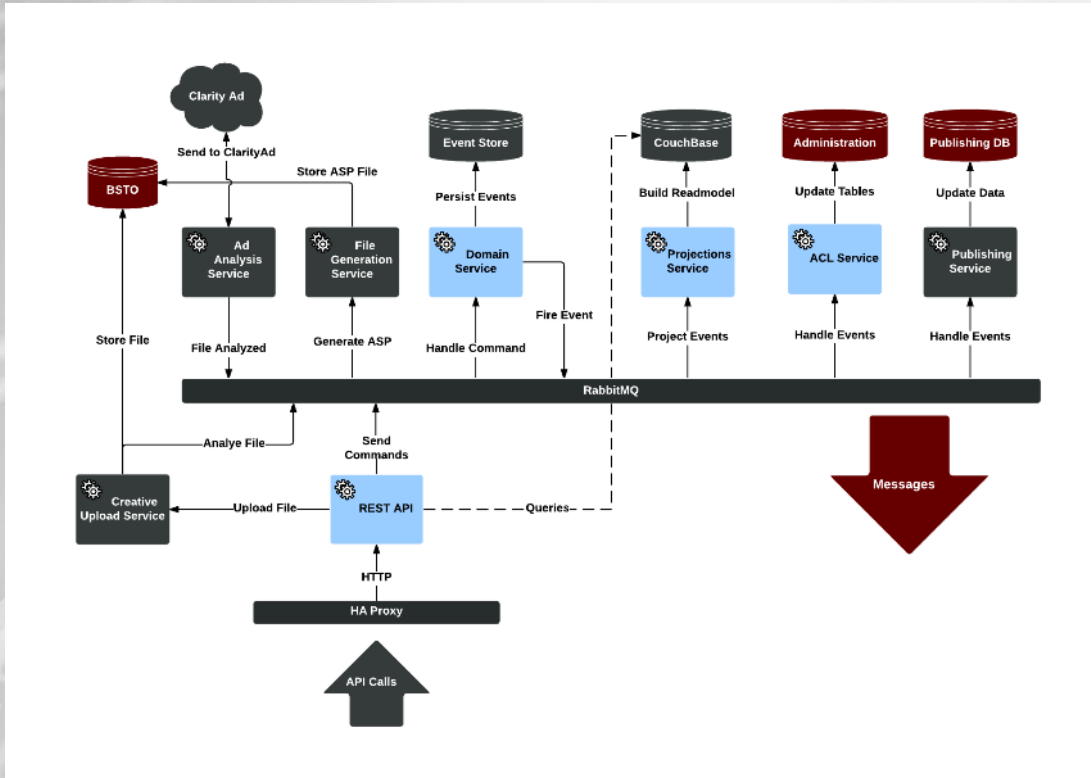 Clarity Ad
Send to ClarityAd
Store ASP File
BSTO
Event Store
CouchBase
Administration
Publishing DB
Persist Events
Build Readmodel
Update Tables
Update Data
Ad
Analysis
Service
File
Generation
Service
Domain
Service
Projections
Service
ACL Service
Publishing
Service
Fire Event
Store File
File Analyzed
Generate ASP
Handle Command
Project Events
Handle Events
Handle Events
RabbitMQ
Analye File
Send
Commands
Messages
Creative
Upload Service
Upload File
REST API
Queries
HTTP
HA Proxy
API Calls